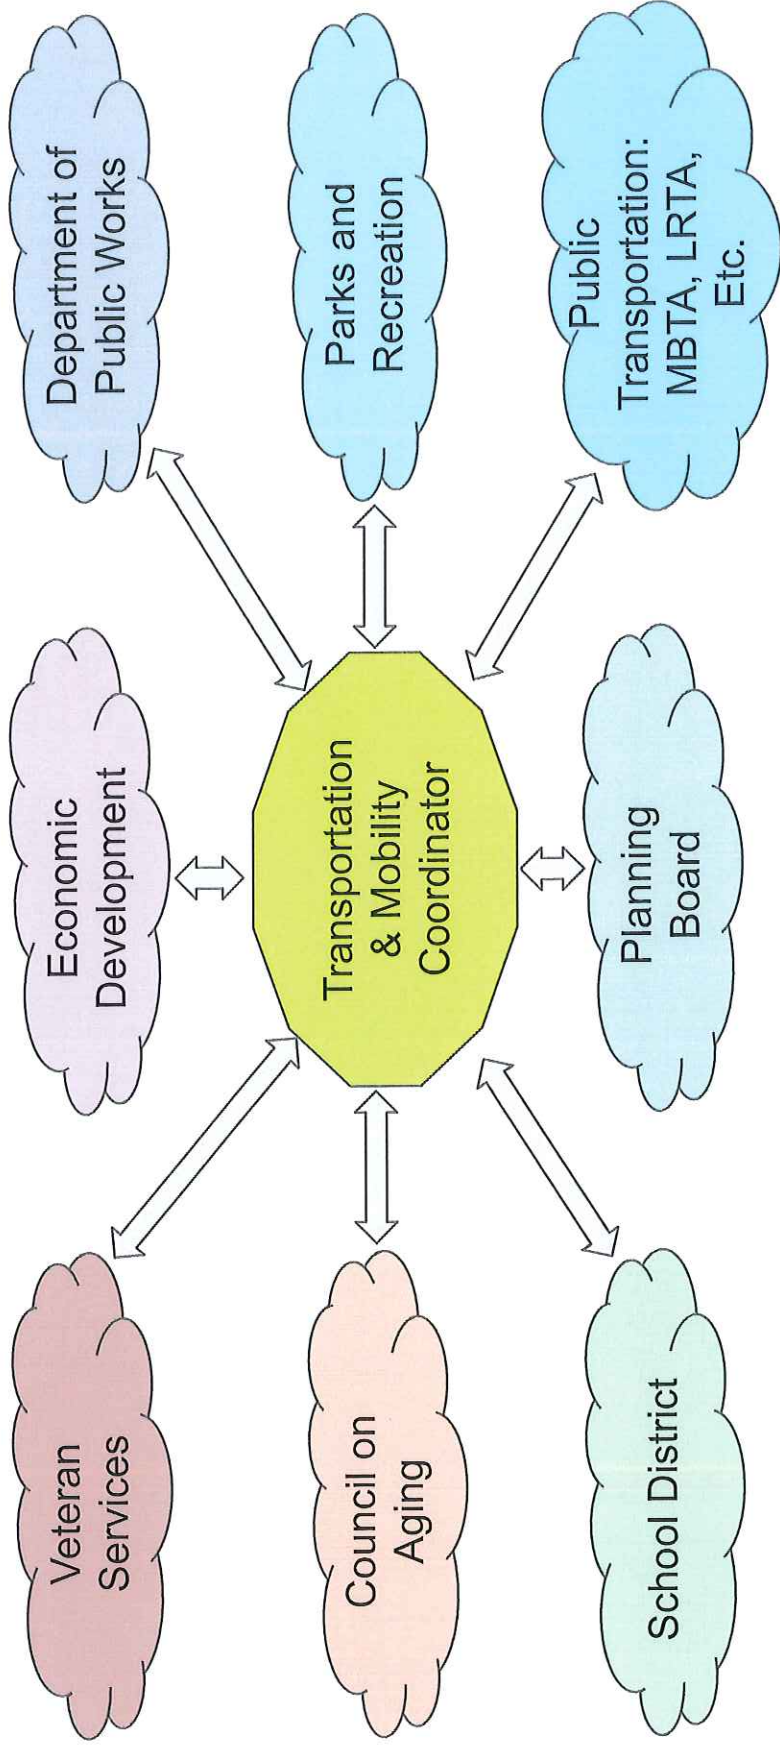 Veteran
Services
Economic
Development
Department of
Public Works
Council on
Aging
Transportation
& Mobility
Coordinator
Parks and
Recreation
School District
Planning
Board
Public
Transportation:
MBTA, LRTA,
Etc.